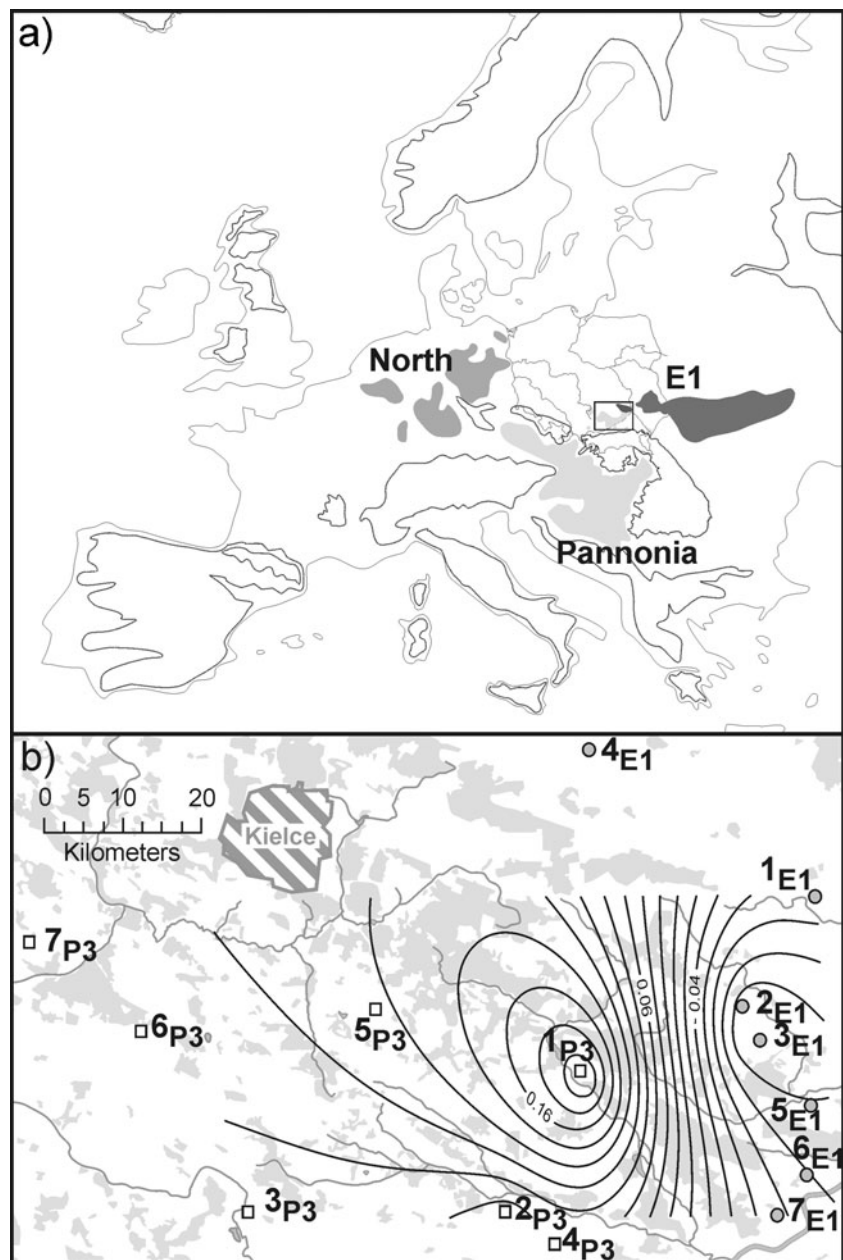 a)
North
E1
Pannonia
b)
4E1
0 5 10 20
Kilometers
Kielce
1E1
7P3
0.06
-0.04
2E1
5P3
3E1
6P3
1P3
0.16
5E1
6E1
3P3
2P3
7E1
4P3